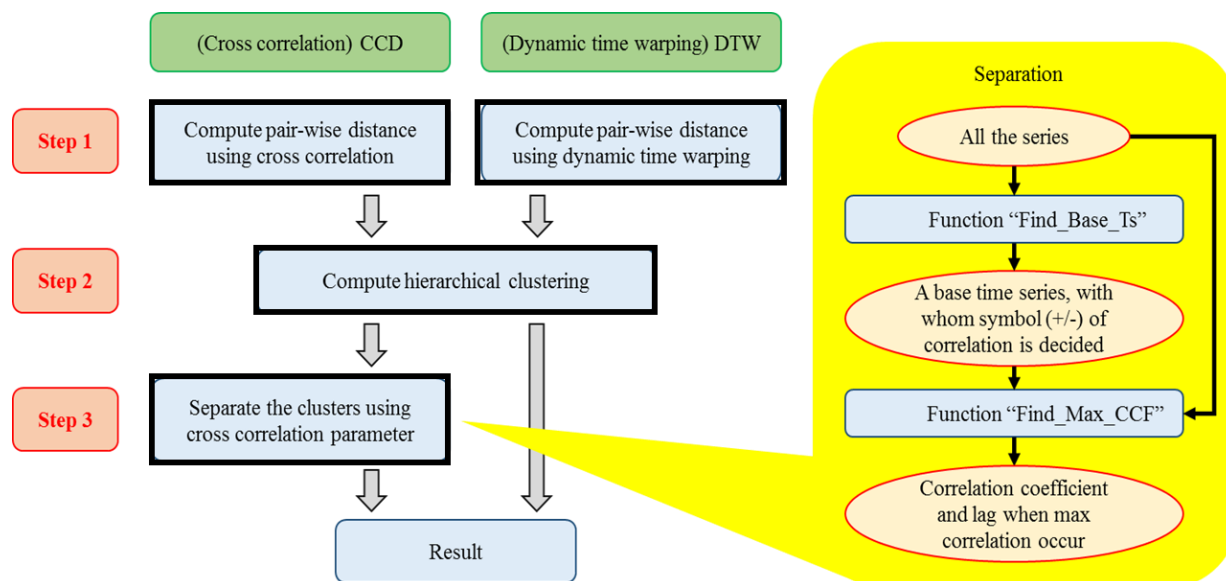 (Cross correlation) CCD
(Dynamic time warping) DTW
Step 1
Compute pair-wise distance
using cross correlation
Compute pair-wise distance
using dynamic time warping
Step 2
Compute hierarchical clustering
Step 3
Separate the clusters using
cross correlation parameter
Result
Separation
All the series
Function “Find_Base_Ts”
A base time series, with
whom symbol (+/-) of
correlation is decided
Function “Find_Max_CCF”
Correlation coefficient
and lag when max
correlation occur